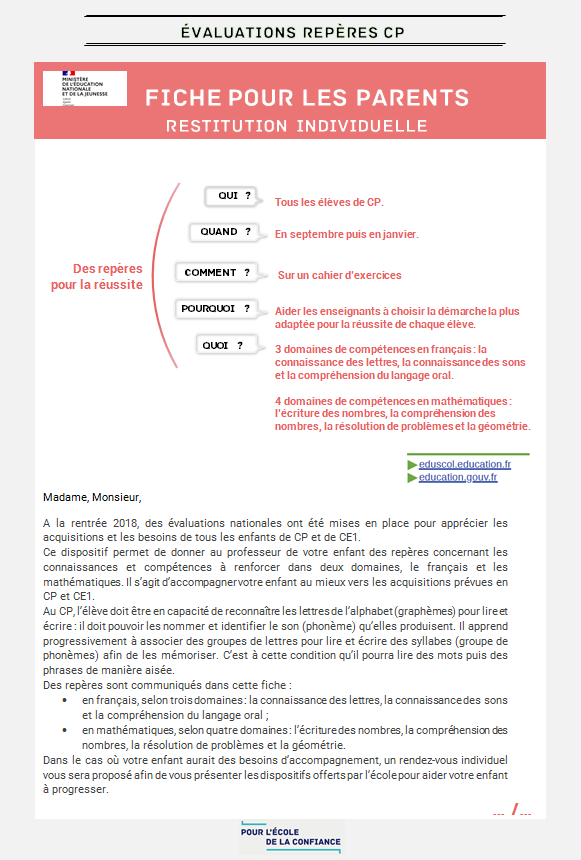 ÉVALUATIONS REPÈRES CP
MINISTÈRE
DE L'ÉDUCATION
NATIONALE
ET DE LA JEUNESSE
FICHE POUR LES PARENTS
RESTITUTION INDIVIDUELLE
Des repères
pour la réussite
QUI ?
Tous les élèves de CP.
QUAND ?
En septembre puis en janvier.
COMMENT ?
Sur un cahier d'exercices
POURQUOI ?
Aider les enseignants à choisir la démarche la plus
adaptée pour la réussite de chaque élève.
QUOI ?
3 domaines de compétences en français : la
connaissance des lettres, la connaissance des sons
et la compréhension du langage oral.
4 domaines de compétences en mathématiques :
l'écriture des nombres, la compréhension des
nombres, la résolution de problèmes et la géométrie.
eduscol.education.fr
education.gouv.fr
Madame, Monsieur,
A la rentrée 2018, des évaluations nationales ont été mises en place pour apprécier les
acquisitions et les besoins de tous les enfants de CP et de CE1.
Ce dispositif permet de donner au professeur de votre enfant des repères concernant les
connaissances et compétences à renforcer dans deux domaines, le français et les
mathématiques. Il s'agit d'accompagner votre enfant au mieux vers les acquisitions prévues en
CP et CE1.
Au CP, l'élève doit être en capacité de reconnaître les lettres de l'alphabet (graphèmes) pour lire et
écrire : il doit pouvoir les nommer et identifier le son (phonème) qu'elles produisent. Il apprend
progressivement à associer des groupes de lettres pour lire et écrire des syllabes (groupe de
phonèmes) afin de les mémoriser. C'est à cette condition qu'il pourra lire des mots puis des
phrases de manière aisée.
Des repères sont communiqués dans cette fiche :
• en français, selon trois domaines : la connaissance des lettres, la connaissance des sons
et la compréhension du langage oral ;
• en mathématiques, selon quatre domaines : l'écriture des nombres, la compréhension des
nombres, la résolution de problèmes et la géométrie.
Dans le cas où votre enfant aurait des besoins d'accompagnement, un rendez-vous individuel
vous sera proposé afin de vous présenter les dispositifs offerts par l'école pour aider votre enfant
à progresser.
--- / ---
POUR L'ÉCOLE
DE LA CONFIANCE